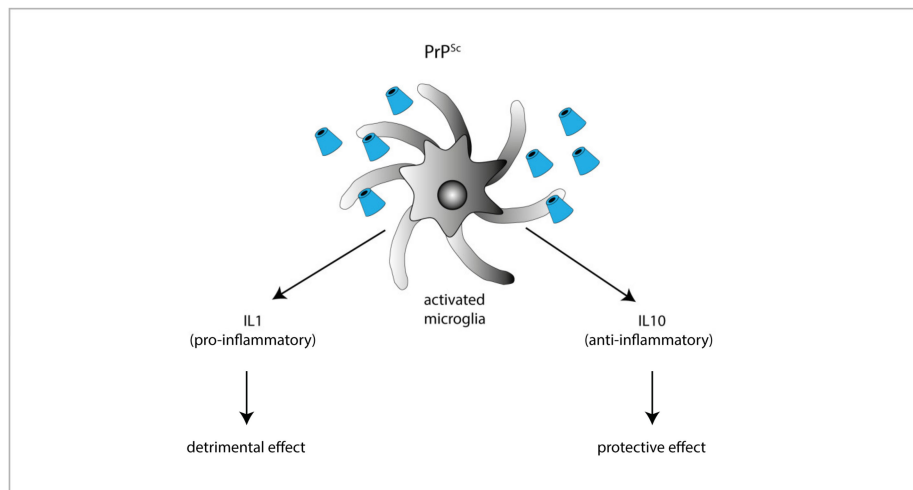 PrPSc
activated
microglia
IL1
(pro-inflammatory)
IL10
(anti-inflammatory)
detrimental effect
protective effect